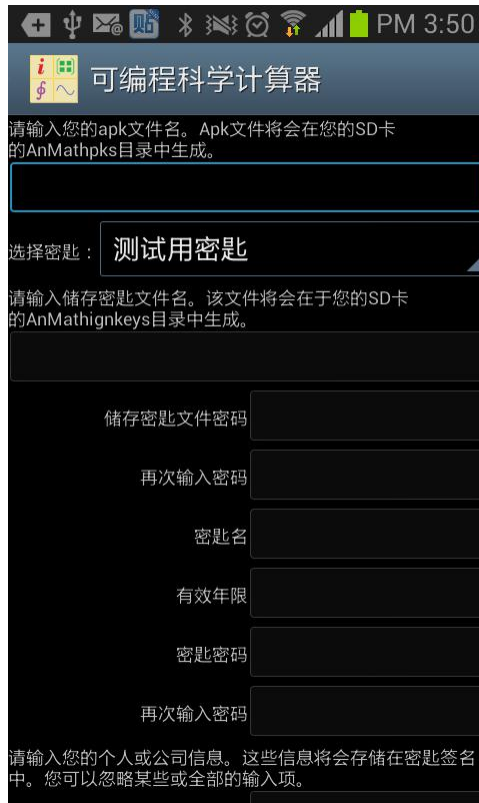 PM 3:50
可编程科学计算器
请输入您的apk文件名。Apk文件将会在您的SD卡
的AnMathpks目录中生成。
选择密匙：
测试用密匙
请输入储存密匙文件名。该文件将会在于您的SD卡
的AnMathignkeys目录中生成。
储存密匙文件密码
再次输入密码
密匙名
有效年限
密匙密码
再次输入密码
请输入您的个人或公司信息。这些信息将会存储在密匙签名
中。您可以忽略某些或全部的输入项。